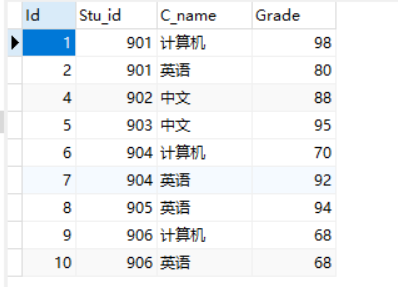 Id Stu_id C_name Grade
1 901 计算机 98
2 901 英语 80
4 902 中文 88
5 903 中文 95
6 904 计算机 70
7 904 英语 92
8 905 英语 94
9 906 计算机 68
10 906 英语 68